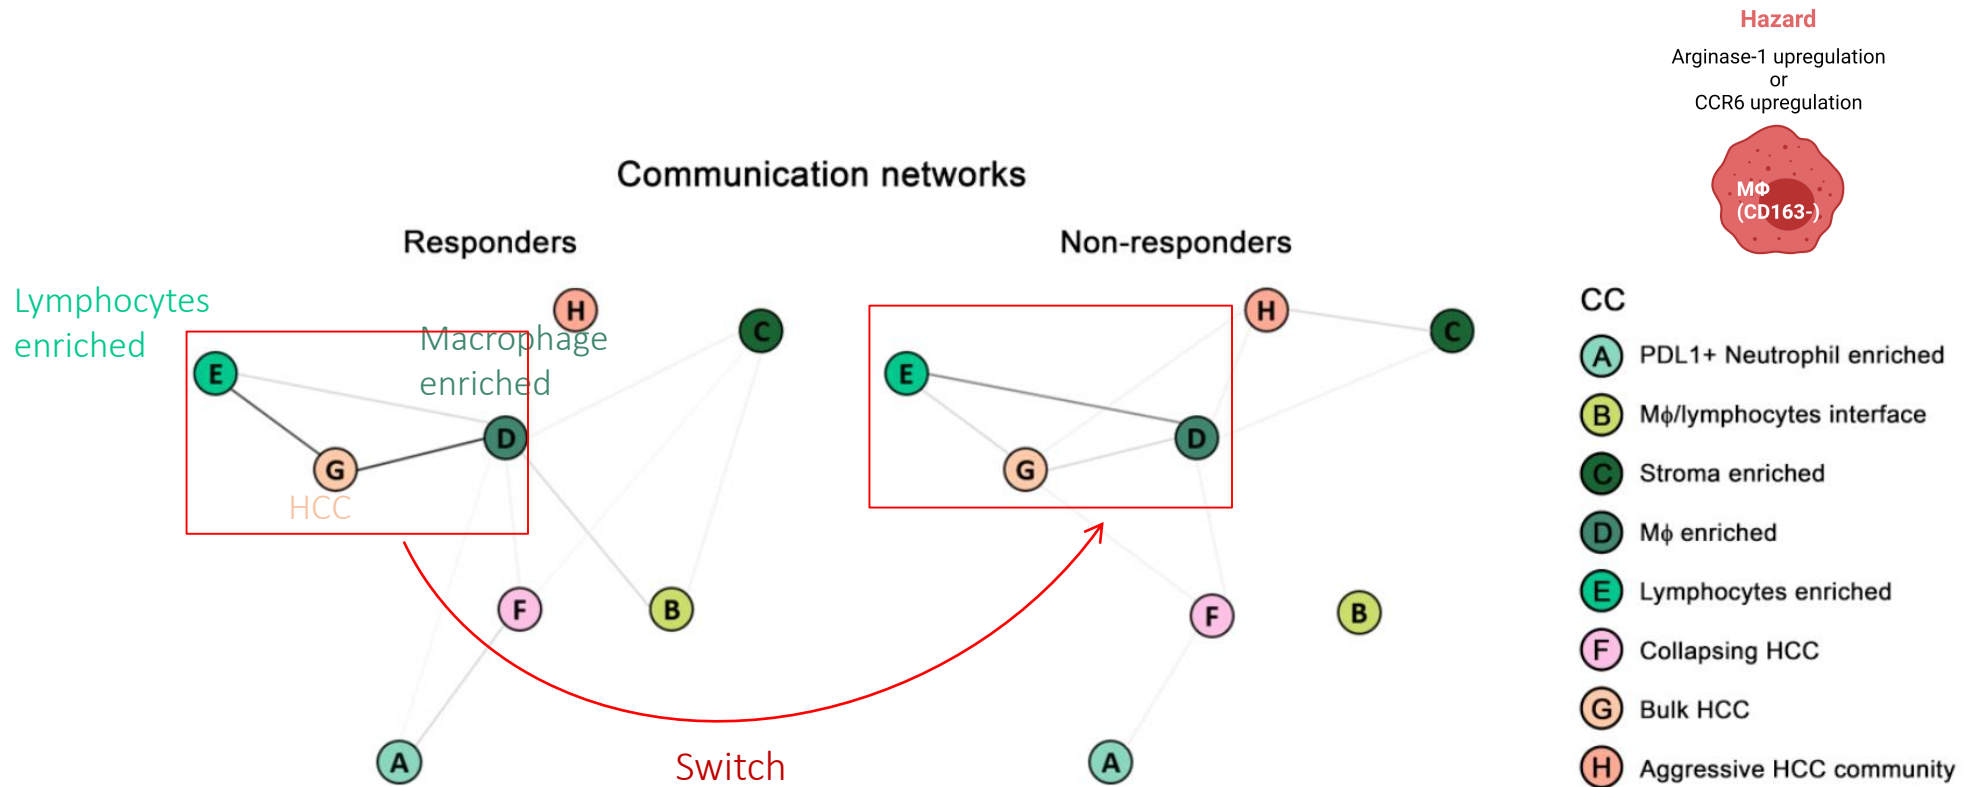 Hazard
Arginase-1 upregulation
or
CCR6 upregulation
MΦ
(CD163-)
Communication networks
Responders
Non-responders
Lymphocytes
enriched
Macrophage
enriched
HCC
H
C
E
D
G
F
B
A
H
C
E
D
G
F
B
A
Switch
CC
A PDL1+ Neutrophil enriched
B Mϕ/lymphocytes interface
C Stroma enriched
D Mϕ enriched
E Lymphocytes enriched
F Collapsing HCC
G Bulk HCC
H Aggressive HCC community